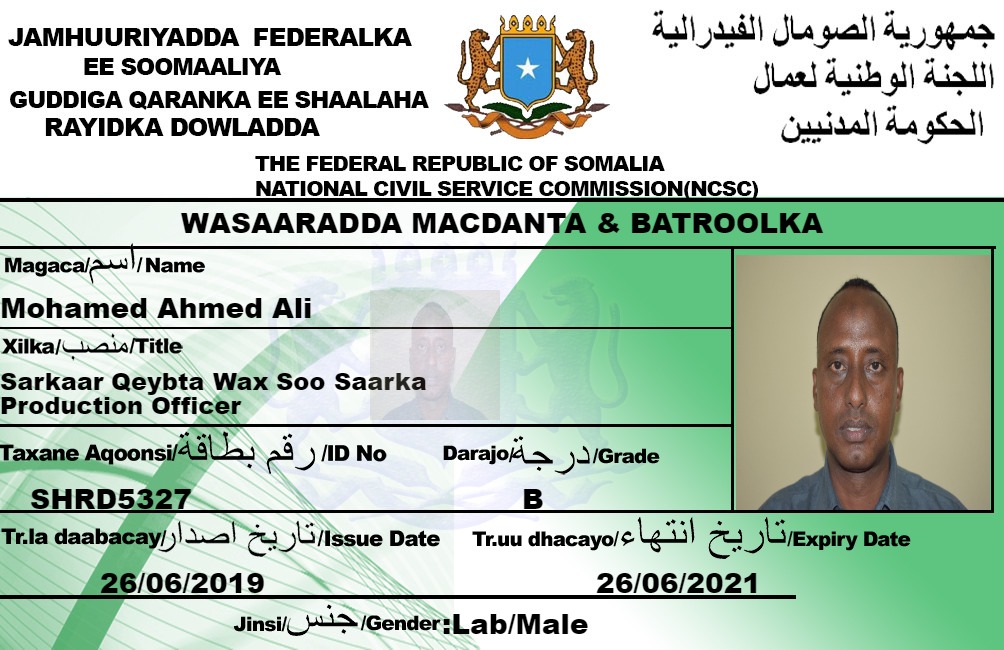 JAMHUURIYADDA FEDERALKA
EE SOOMAALIYA
GUDDIGA QARANKA EE SHAALAHA
RAYIDKA DOWLADDA
جمهورية الصومال الفيدرالية
اللجنة الوطنية لعمال
الحكومة المدنيين
THE FEDERAL REPUBLIC OF SOMALIA
NATIONAL CIVIL SERVICE COMMISSION(NCSC)
WASAARADDA MACDANTA & BATROOLKA
Magaca/اسم/Name
Mohamed Ahmed Ali
Xilka/منصب/Title
Sarkaar Qeybta Wax Soo Saarka
Production Officer
Taxane Aqoonsi/رقم بطاقة/ID No Darajo/درجة/Grade
SHRD5327 B
Tr.la daabacay/تاريخ اصدار/Issue Date Tr.uu dhacayo/تاريخ انتهاء/Expiry Date
26/06/2019 26/06/2021
Jinsi/جنس/Gender:Lab/Male